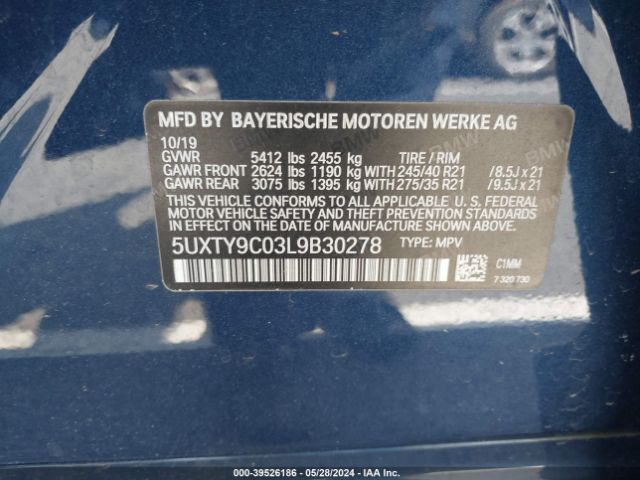 MFD BY BAYERISCHE MOTOREN WERKE AG
10/19
GVWR 5412 lbs 2455 kg TIRE / RIM
GAWR FRONT 2624 lbs 1190 kg WITH 245/40 R21 /8.5J x 21
GAWR REAR 3075 lbs 1395 kg WITH 275/35 R21 /9.5J x 21
THIS VEHICLE CONFORMS TO ALL APPLICABLE U. S. FEDERAL
MOTOR VEHICLE SAFETY, BUMPER, AND THEFT PREVENTION
STANDARDS IN EFFECT ON THE DATE OF MANUFACTURE SHOWN ABOVE.
5UXTY9C03L9B30278 TYPE: MPV
C1MM
7 320 730
000-39526186 - 05/28/2024 - IAA Inc.